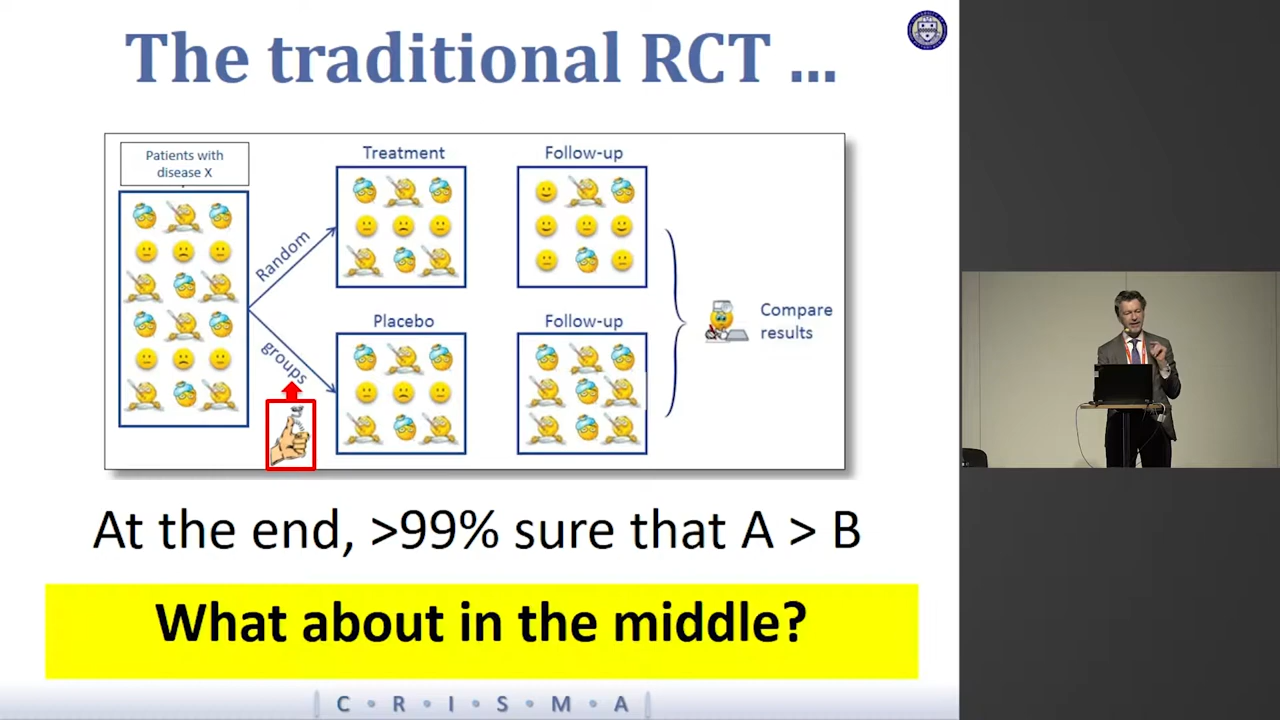 The traditional RCT ...
Patients with
disease X
Treatment
Follow-up
Random
groups
Placebo
Follow-up
Compare
results
At the end, >99% sure that A > B
What about in the middle?
C • R • I • S • M • A